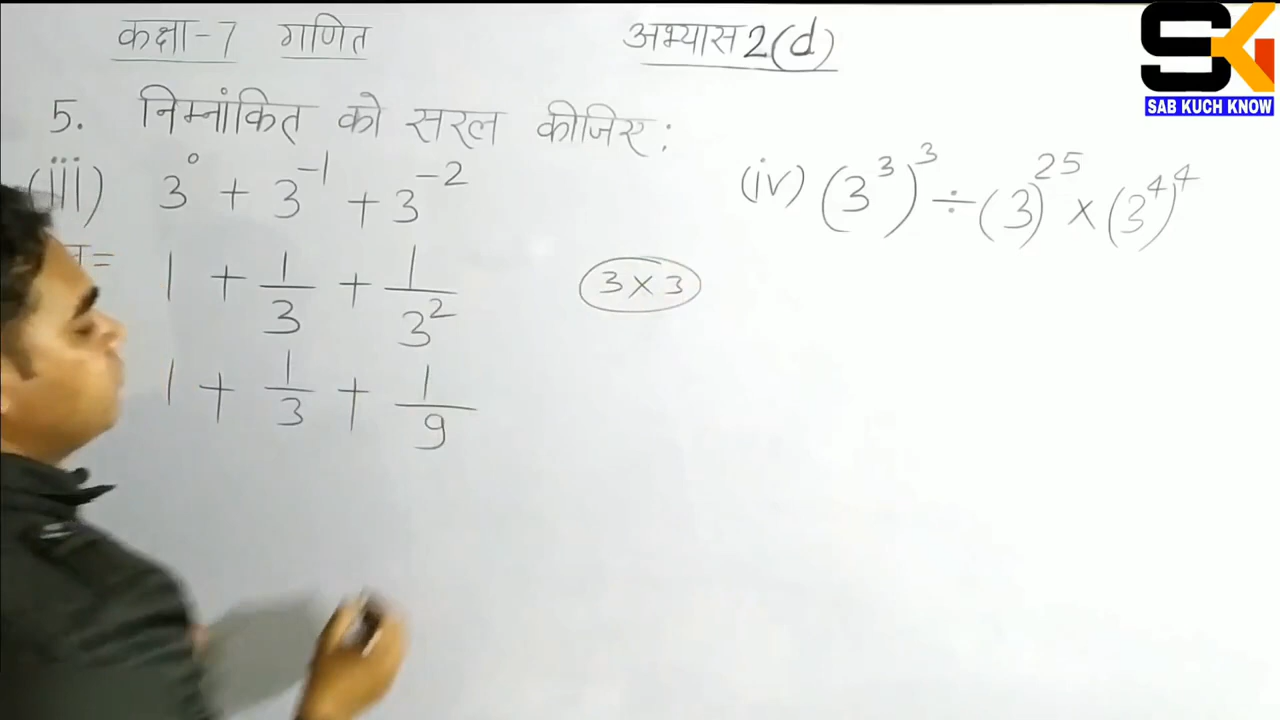 कक्षा-7 गणित
अभ्यास 2(d)
SK
SAB KUCH KNOW
5. निम्नांकित को सरल कीजिए:
(iii) 3⁰ + 3⁻¹ + 3⁻²
(iv) (3³)³ ÷ (3)²⁵ × (3⁴)⁴
= 1 + 1/3 + 1/3²
3 × 3
1 + 1/3 + 1/9